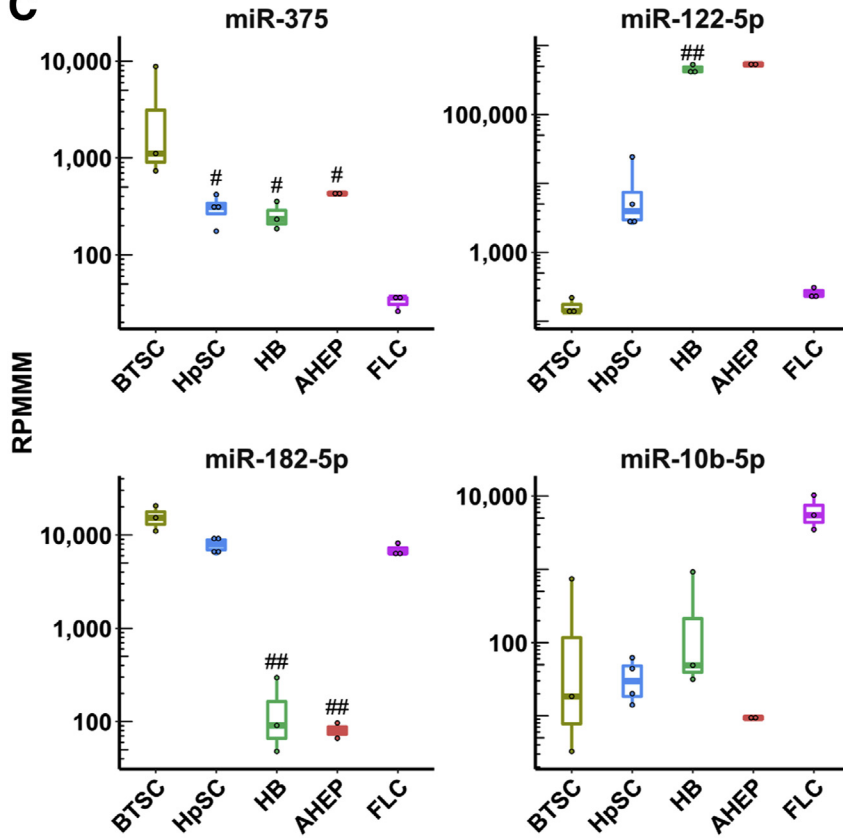 C
miR-375
10,000
1,000
100
#
#
#
BTSC
HpSC
HB
AHEP
FLC
miR-122-5p
100,000
1,000
##
BTSC
HpSC
HB
AHEP
FLC
RPMMM
miR-182-5p
10,000
1,000
100
##
##
BTSC
HpSC
HB
AHEP
FLC
miR-10b-5p
10,000
100
BTSC
HpSC
HB
AHEP
FLC